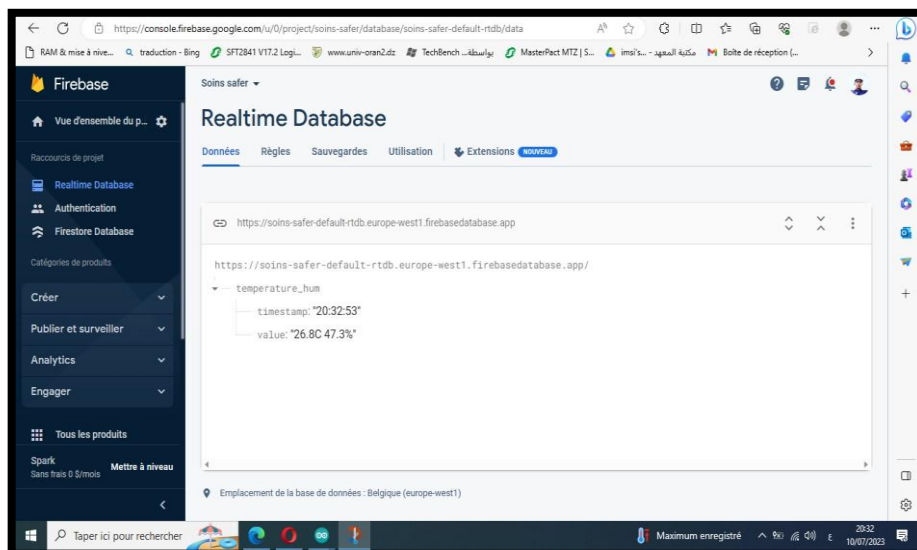 https://console.firebase.google.com/u/0/project/soins-safer/database/soins-safer-default-rtdb/data
RAM & mise à nive... traduction - Bing SFT2841 V17.2 Logi... www.univ-oran2.dz TechBench ...بواسطة MasterPact MTZ | S... imsi's... - مكتبة المعهد Boîte de réception (...
Firebase
Soins safer
Vue d'ensemble du p...
Realtime Database
Raccourcis de projet
Données Règles Sauvegardes Utilisation Extensions NOUVEAU
Realtime Database
Authentication
Firestore Database
https://soins-safer-default-rtdb.europe-west1.firebasedatabase.app
Catégories de produits
https://soins-safer-default-rtdb.europe-west1.firebasedatabase.app/
temperature_hum
Créer
timestamp: "20:32:53"
Publier et surveiller
value: "26.8C 47.3%"
Analytics
Engager
Tous les produits
Spark
Sans frais 0 $/mois
Mettre à niveau
Emplacement de la base de données : Belgique (europe-west1)
Taper ici pour rechercher
Maximum enregistré
ع
20:32
10/07/2023